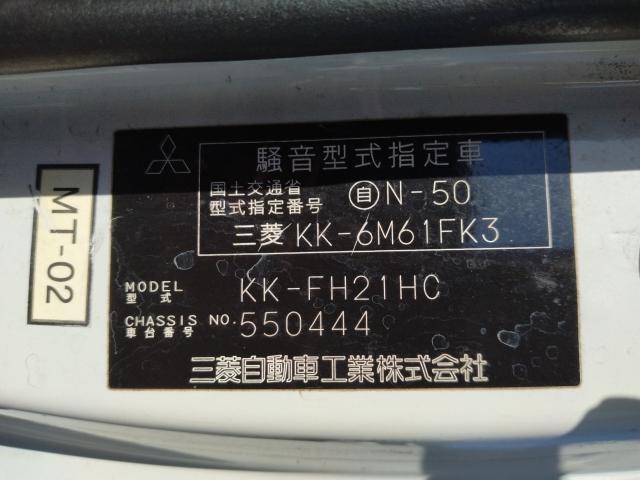 騒音型式指定車
国土交通省
型式指定番号 自N-50
三菱 KK-6M61FK3
MODEL
型式 KK-FH21HC
CHASSIS NO.
車台番号 550444
三菱自動車工業株式会社
MT-02